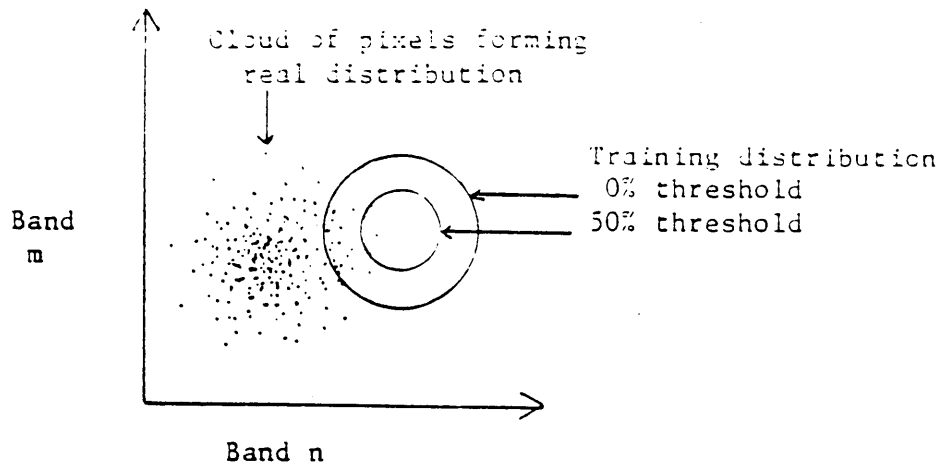 Cloud of pixels forming
real distribution
Training distribution
0% threshold
50% threshold
Band
m
Band n